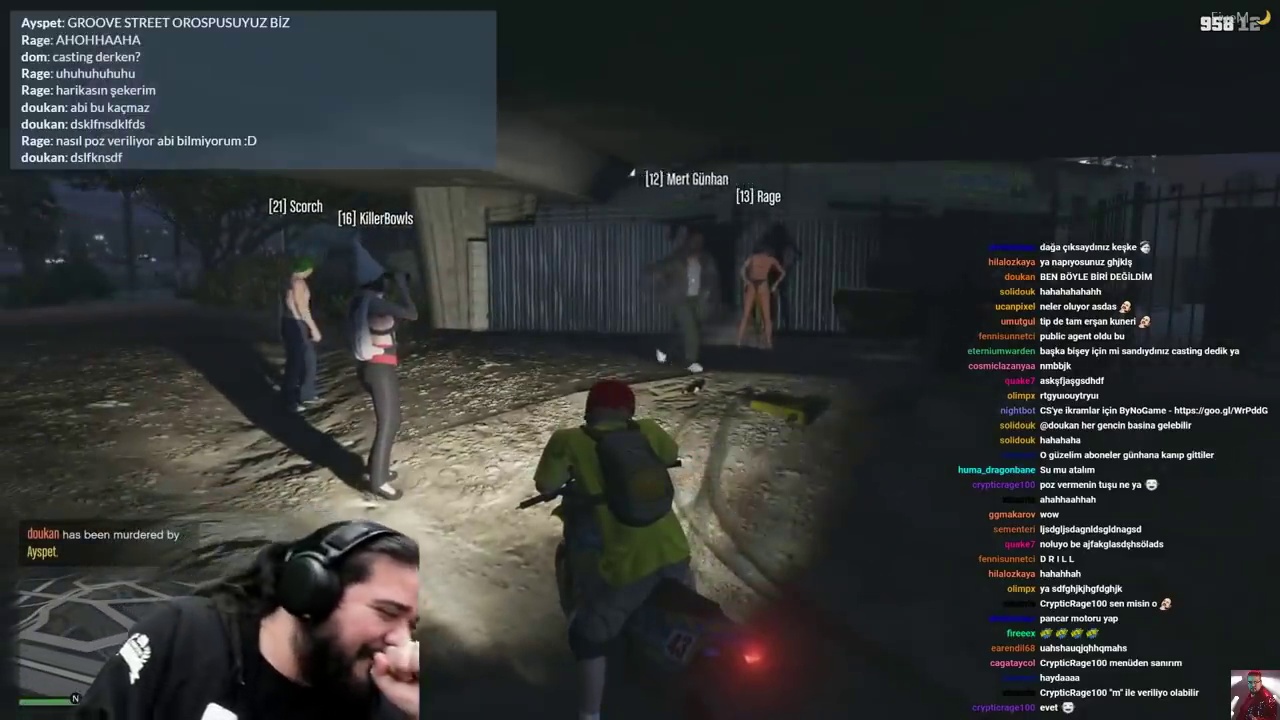 Ayspet: GROOVE STREET OROSPUSUYUZ BİZ
Rage: AHOHHAAHA
dom: casting derken?
Rage: uhuhuhuhuhu
Rage: harikasın şekerim
doukan: abi bu kaçmaz
doukan: dsklfnsdklfds
Rage: nasıl poz veriliyor abi bilmiyorum :D
doukan: dslfknsdf
FiveM
958 12
[12] Mert Günhan
[13] Rage
[21] Scorch
[16] KillerBowls
dağa çıksaydınız keşke
hilalozkaya ya napıyosunuz ghjklş
doukan BEN BÖYLE BİRİ DEĞİLDİM
solidouk hahahahahahh
ucanpixel neler oluyor asdas
umutgul tip de tam erşan kuneri
fennisunnetci public agent oldu bu
eterniumwarden başka bişey için mi sandıydınız casting dedik ya
cosmiclazanyaa nmbbjk
quake7 askşfjaşgsdhdf
olimpx rtgyuıouytryuı
nightbot CS'ye ikramlar için ByNoGame - https://goo.gl/WrPddG
solidouk @doukan her gencin basina gelebilir
solidouk hahahaha
O güzelim aboneler günhana kanıp gittiler
huma_dragonbane Su mu atalım
crypticrage100 poz vermenin tuşu ne ya
ahahhaahhah
ggmakarov wow
sementeri ljsdgljsdagnldsgldnagsd
quake7 noluyo be ajfakglasdşhsölads
fennisunnetci D R I L L
hilalozkaya hahahhah
olimpx ya sdfghjkjhgfdghjk
CrypticRage100 sen misin o
pancar motoru yap
fireeex
earendil68 uahshauqjqhhqmahs
cagataycol CrypticRage100 menüden sanırım
haydaaaa
CrypticRage100 "m" ile veriliyo olabilir
crypticrage100 evet
doukan has been murdered by
Ayspet.
43
N